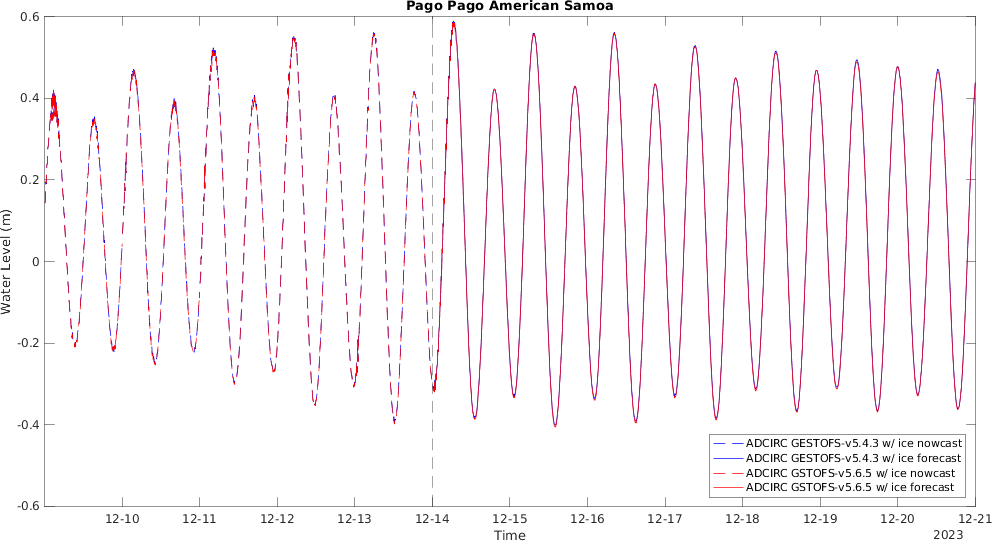 Pago Pago American Samoa
0.6
0.4
0.2
0
-0.2
-0.4
-0.6
Water Level (m)
12-10 12-11 12-12 12-13 12-14 12-15 12-16 12-17 12-18 12-19 12-20 12-21
Time
2023
ADCIRC GESTOFS-v5.4.3 w/ ice nowcast
ADCIRC GESTOFS-v5.4.3 w/ ice forecast
ADCIRC GSTOFS-v5.6.5 w/ ice nowcast
ADCIRC GSTOFS-v5.6.5 w/ ice forecast